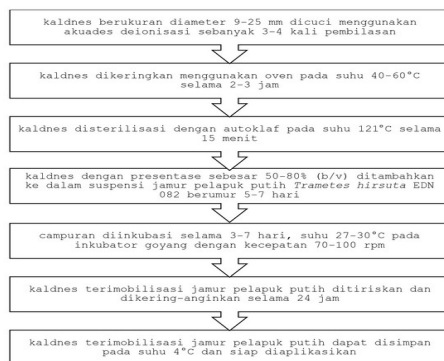 kaldnes berukuran diameter 9-25 mm dicuci menggunakan
akuades deionisasi sebanyak 3-4 kali pembilasan
kaldnes dikeringkan menggunakan oven pada suhu 40-60°C
selama 2-3 jam
kaldnes disterilisasi dengan autoklaf pada suhu 121°C selama
15 menit
kaldnes dengan presentase sebesar 50-80% (b/v) ditambahkan
ke dalam suspensi jamur pelapuk putih Trametes hirsuta EDN
082 berumur 5-7 hari
campuran diinkubasi selama 3-7 hari, suhu 27-30°C pada
inkubator goyang dengan kecepatan 70-100 rpm
kaldnes terimobilisasi jamur pelapuk putih ditiriskan dan
dikering-anginkan selama 24 jam
kaldnes terimobilisasi jamur pelapuk putih dapat disimpan
pada suhu 4°C dan siap diaplikasikan